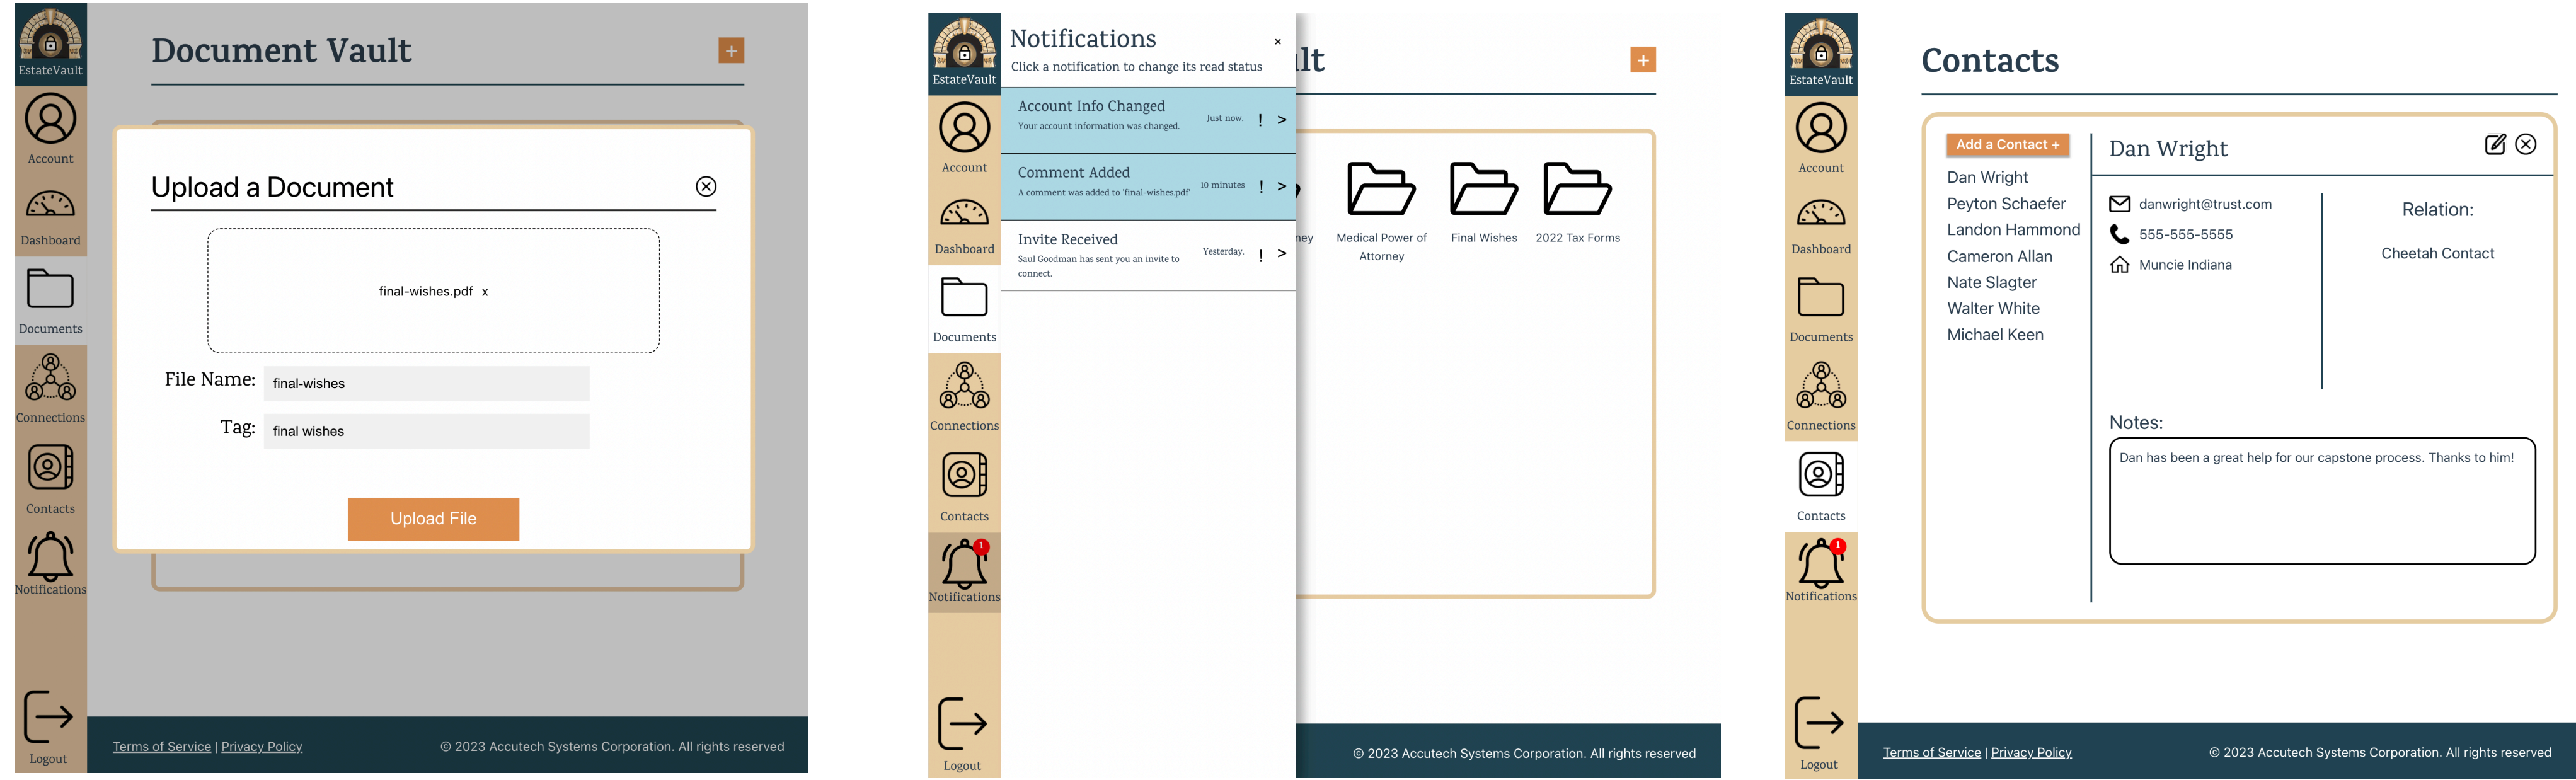 EstateVault
Account
Dashboard
Documents
Connections
Contacts
Notifications
Logout
Document Vault
+
Upload a Document
final-wishes.pdf x
File Name: final-wishes
Tag: final wishes
Upload File
Terms of Service | Privacy Policy
© 2023 Accutech Systems Corporation. All rights reserved
EstateVault
Account
Dashboard
Documents
Connections
Contacts
1
Notifications
Logout
Notifications
×
Click a notification to change its read status
Account Info Changed
Your account information was changed.
Just now. ! >
Comment Added
A comment was added to 'final-wishes.pdf'
10 minutes ! >
Invite Received
Saul Goodman has sent you an invite to
connect.
Yesterday. ! >
ult
+
ney
Medical Power of
Attorney
Final Wishes
2022 Tax Forms
© 2023 Accutech Systems Corporation. All rights reserved
EstateVault
Account
Dashboard
Documents
Connections
Contacts
1
Notifications
Logout
Contacts
Add a Contact +
Dan Wright
Peyton Schaefer
Landon Hammond
Cameron Allan
Nate Slagter
Walter White
Michael Keen
Dan Wright
danwright@trust.com
555-555-5555
Muncie Indiana
Relation:
Cheetah Contact
Notes:
Dan has been a great help for our capstone process. Thanks to him!
Terms of Service | Privacy Policy
© 2023 Accutech Systems Corporation. All rights reserved